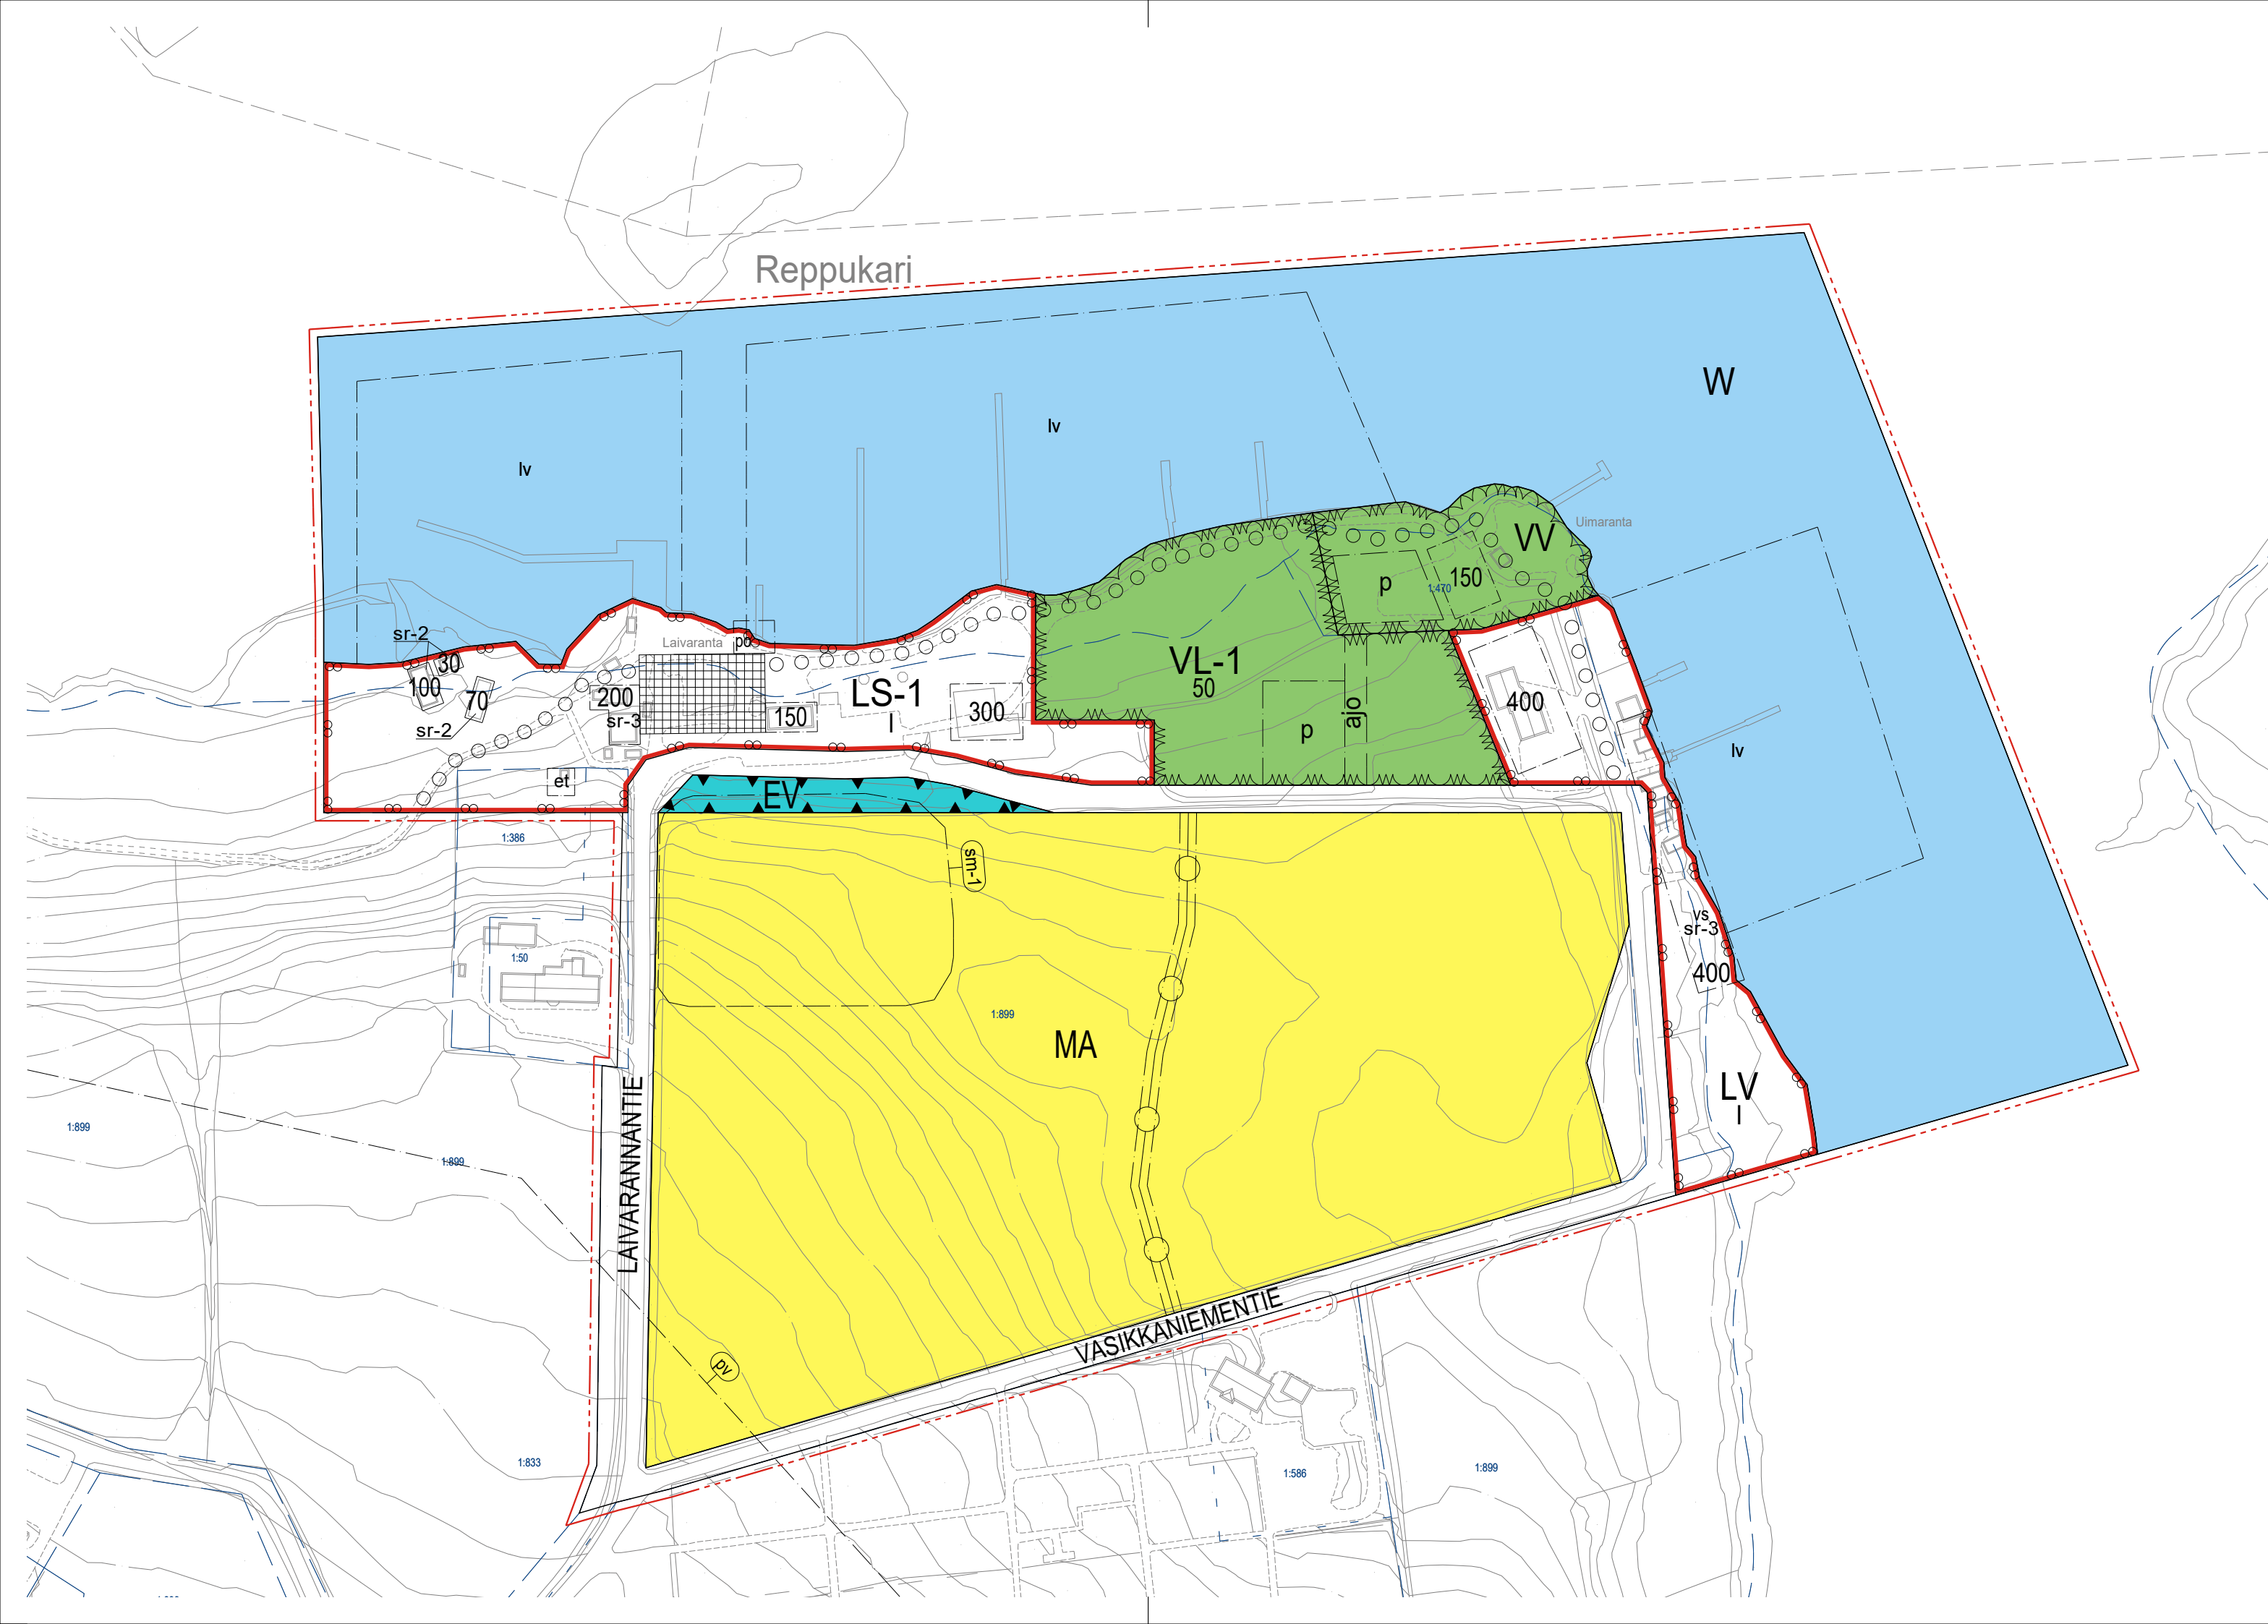 Reppukari
W
lv
lv
VV
Uimaranta
p
150
1:470
sr-2
30
100
70
sr-2
Laivaranta
po
200
sr-3
150
LS-1
I
300
VL-1
50
p
ajo
400
lv
et
EV
1:386
sm-1
1:50
vs
sr-3
400
1:899
MA
LV
I
LAIVARANNANTIE
1:899
1:899
VASIKKANIEMENTIE
pv
1:833
1:586
1:899